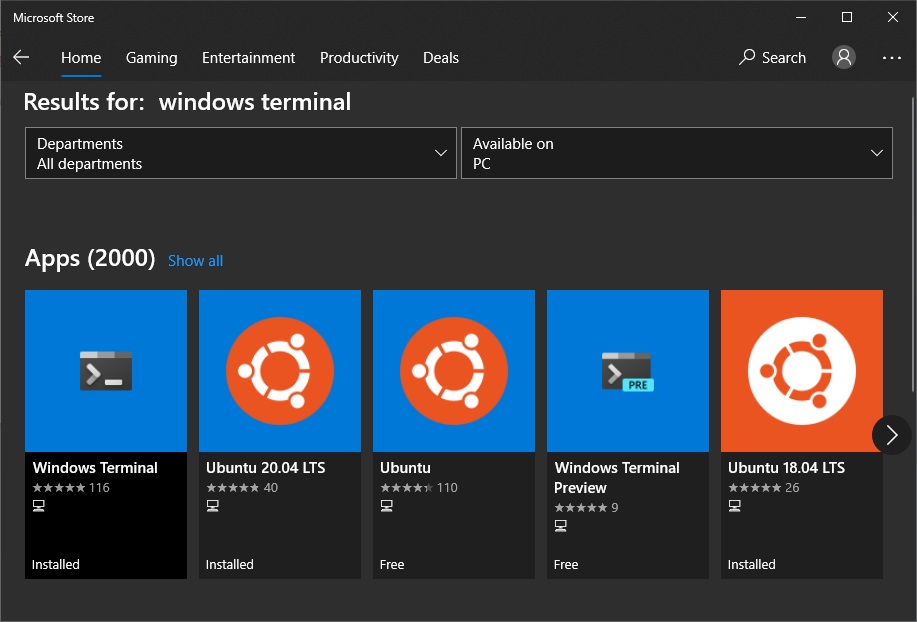 Microsoft Store
Home Gaming Entertainment Productivity Deals Search
Results for: windows terminal
Departments
All departments
Available on
PC
Apps (2000) Show all
PRE
Windows Terminal
116
Installed
Ubuntu 20.04 LTS
40
Installed
Ubuntu
110
Free
Windows Terminal
Preview
9
Free
Ubuntu 18.04 LTS
26
Installed